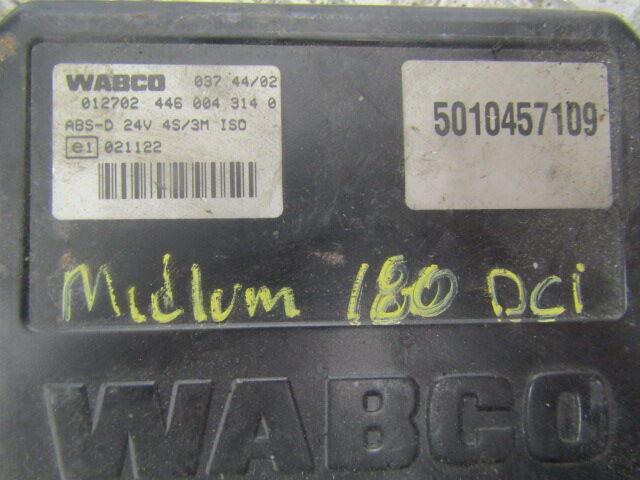 WABCO 037 44/02
012702 446 004 314 0
ABS-D 24V 4S/3M ISO
e1 021122
5010457109
Midlum 180 DCi
WABCO